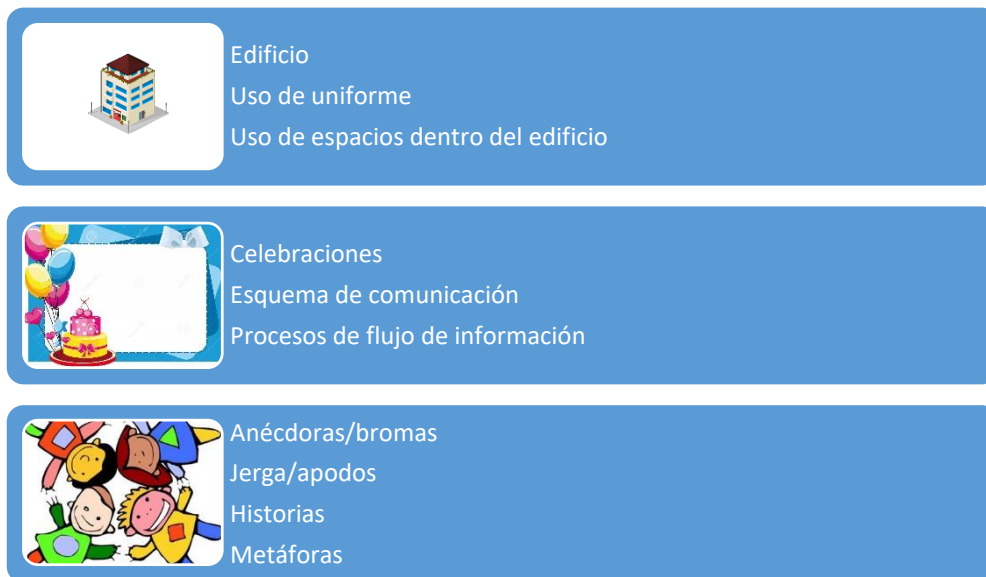 Edificio
Uso de uniforme
Uso de espacios dentro del edificio
Celebraciones
Esquema de comunicación
Procesos de flujo de información
Anécdoras/bromas
Jerga/apodos
Historias
Metáforas